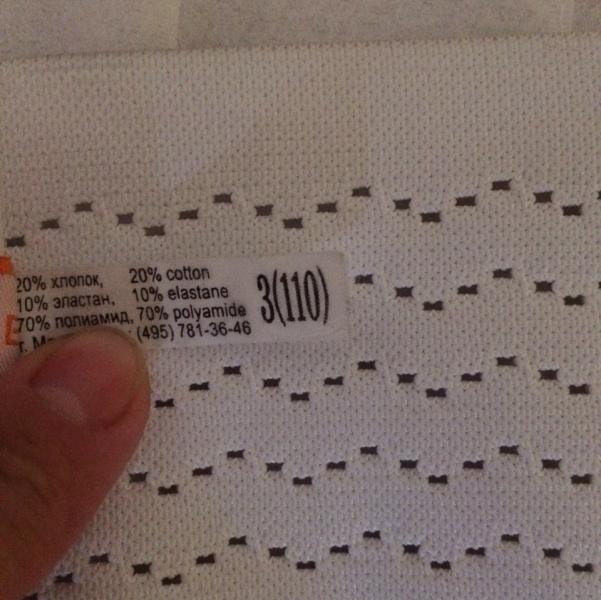 20% хлопок, 20% cotton
10% эластан, 10% elastane
70% полиамид, 70% polyamide
г. (495) 781-36-46
3(110)